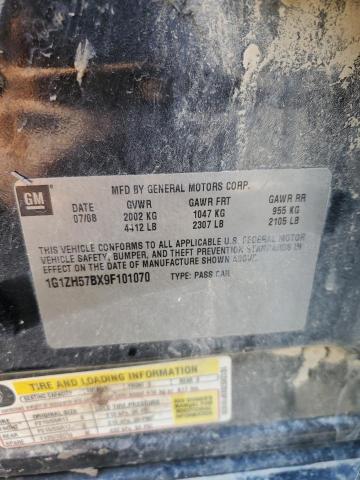 GM
MFD BY GENERAL MOTORS CORP.
DATE GVWR GAWR FRT GAWR RR
07/08 2002 KG 1047 KG 955 KG
4412 LB 2307 LB 2105 LB
THIS VEHICLE CONFORMS TO ALL APPLICABLE U.S. FEDERAL MOTOR
VEHICLE SAFETY, BUMPER, AND THEFT PREVENTION STANDARDS IN
EFFECT ON THE DATE OF MANUFACTURE SHOWN ABOVE.
1G1ZH57BX9F101070 TYPE: PASS CAR
TIRE AND LOADING INFORMATION